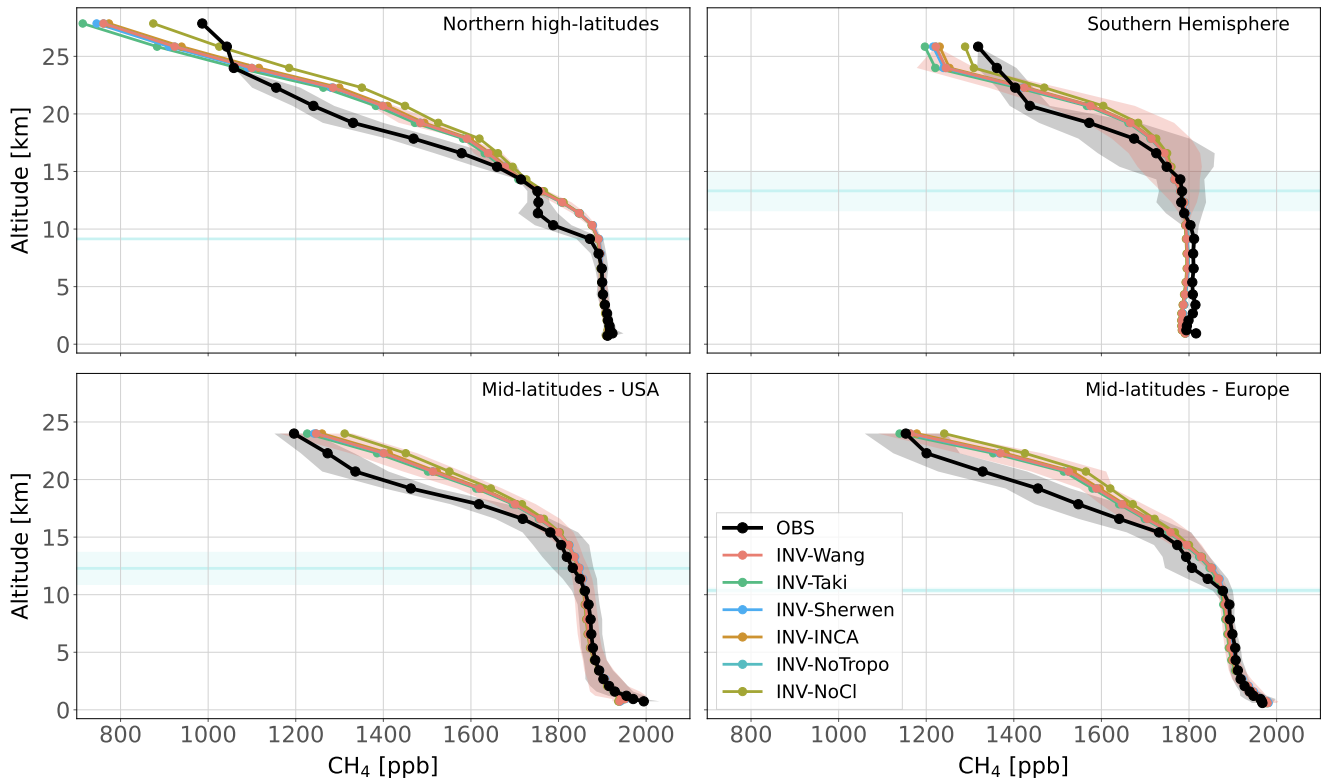 Northern high-latitudes
Southern Hemisphere
25
20
15
10
5
0
Altitude [km]
Mid-latitudes - USA
Mid-latitudes - Europe
25
20
15
10
5
0
Altitude [km]
OBS
INV-Wang
INV-Taki
INV-Sherwen
INV-INCA
INV-NoTropo
INV-NoCl
800 1000 1200 1400 1600 1800 2000
800 1000 1200 1400 1600 1800 2000
CH₄ [ppb]
CH₄ [ppb]